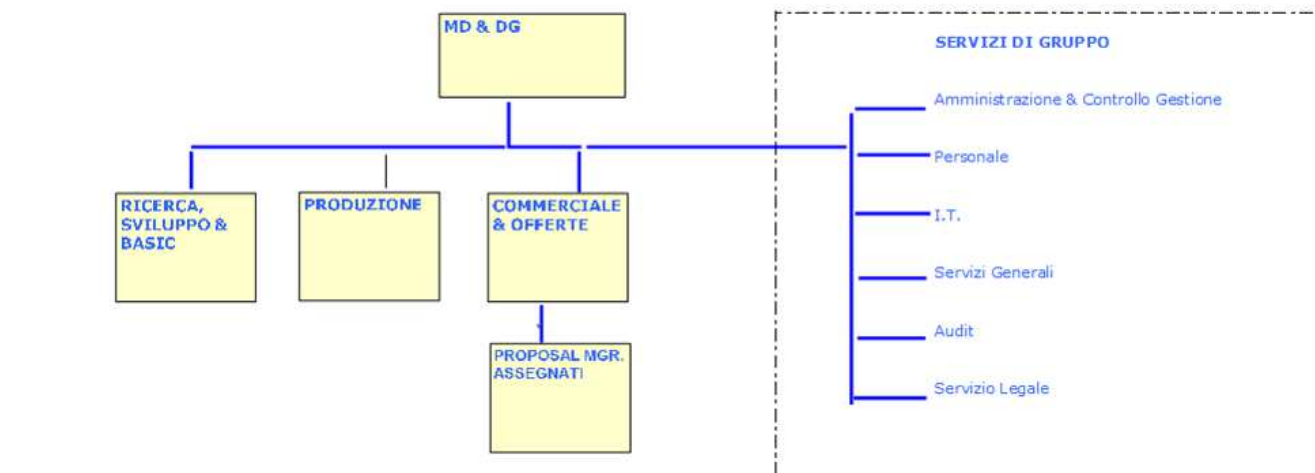 MD & DG
SERVIZI DI GRUPPO
Amministrazione & Controllo Gestione
Personale
I.T.
Servizi Generali
Audit
Servizio Legale
RICERCA,
SVILUPPO &
BASIC
PRODUZIONE
COMMERCIALE
& OFFERTE
PROPOSAL MGR.
ASSEGNATI